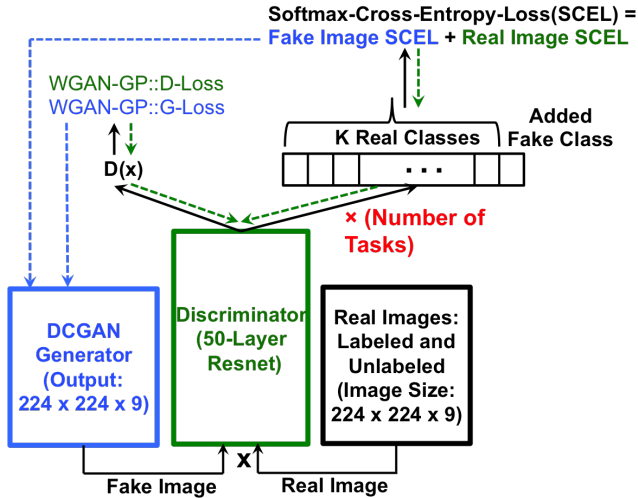 Softmax-Cross-Entropy-Loss(SCEL) =
Fake Image SCEL + Real Image SCEL
WGAN-GP::D-Loss
WGAN-GP::G-Loss
K Real Classes
Added
Fake Class
D(x)
...
× (Number of
Tasks)
DCGAN
Generator
(Output:
224 x 224 x 9)
Discriminator
(50-Layer
Resnet)
Real Images:
Labeled and
Unlabeled
(Image Size:
224 x 224 x 9)
x
Fake Image
Real Image